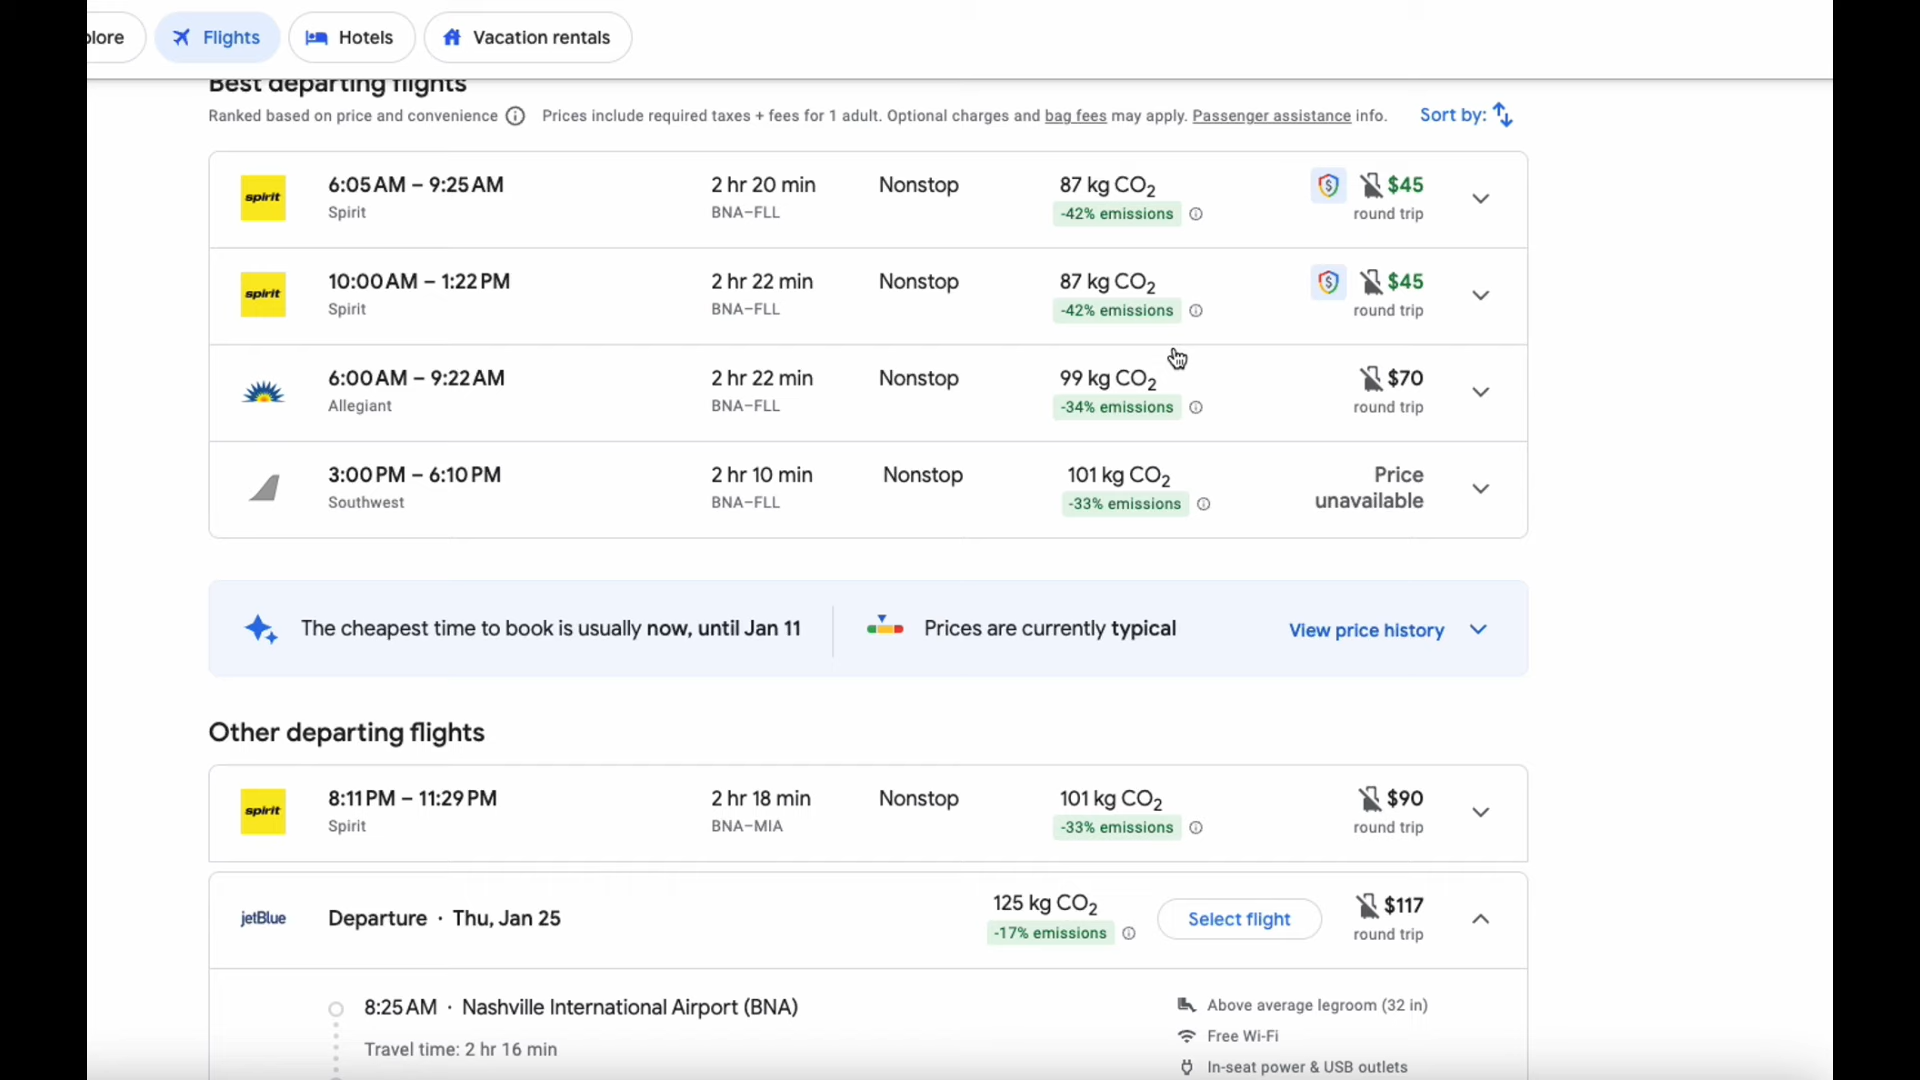 plore
Flights
Hotels
Vacation rentals
Best departing flights
Ranked based on price and convenience Prices include required taxes + fees for 1 adult. Optional charges and bag fees may apply. Passenger assistance info.
Sort by:
spirit
6:05 AM – 9:25 AM
Spirit
2 hr 20 min
BNA–FLL
Nonstop
87 kg CO2
-42% emissions
$45
round trip
spirit
10:00 AM – 1:22 PM
Spirit
2 hr 22 min
BNA–FLL
Nonstop
87 kg CO2
-42% emissions
$45
round trip
6:00 AM – 9:22 AM
Allegiant
2 hr 22 min
BNA–FLL
Nonstop
99 kg CO2
-34% emissions
$70
round trip
3:00 PM – 6:10 PM
Southwest
2 hr 10 min
BNA–FLL
Nonstop
101 kg CO2
-33% emissions
Price
unavailable
The cheapest time to book is usually now, until Jan 11
Prices are currently typical
View price history
Other departing flights
spirit
8:11 PM – 11:29 PM
Spirit
2 hr 18 min
BNA–MIA
Nonstop
101 kg CO2
-33% emissions
$90
round trip
jetBlue
Departure · Thu, Jan 25
125 kg CO2
-17% emissions
Select flight
$117
round trip
8:25 AM · Nashville International Airport (BNA)
Travel time: 2 hr 16 min
Above average legroom (32 in)
Free Wi-Fi
In-seat power & USB outlets